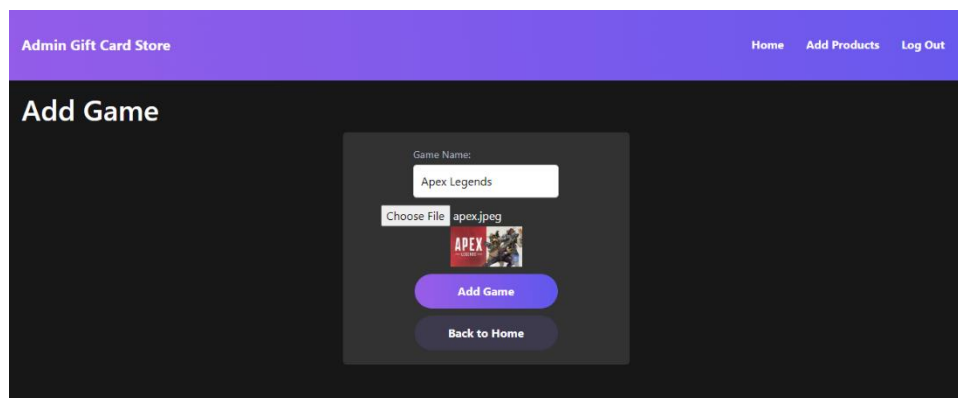 Admin Gift Card Store
Home Add Products Log Out
Add Game
Game Name:
Apex Legends
Choose File apex.jpeg
APEX
LEGENDS
Add Game
Back to Home